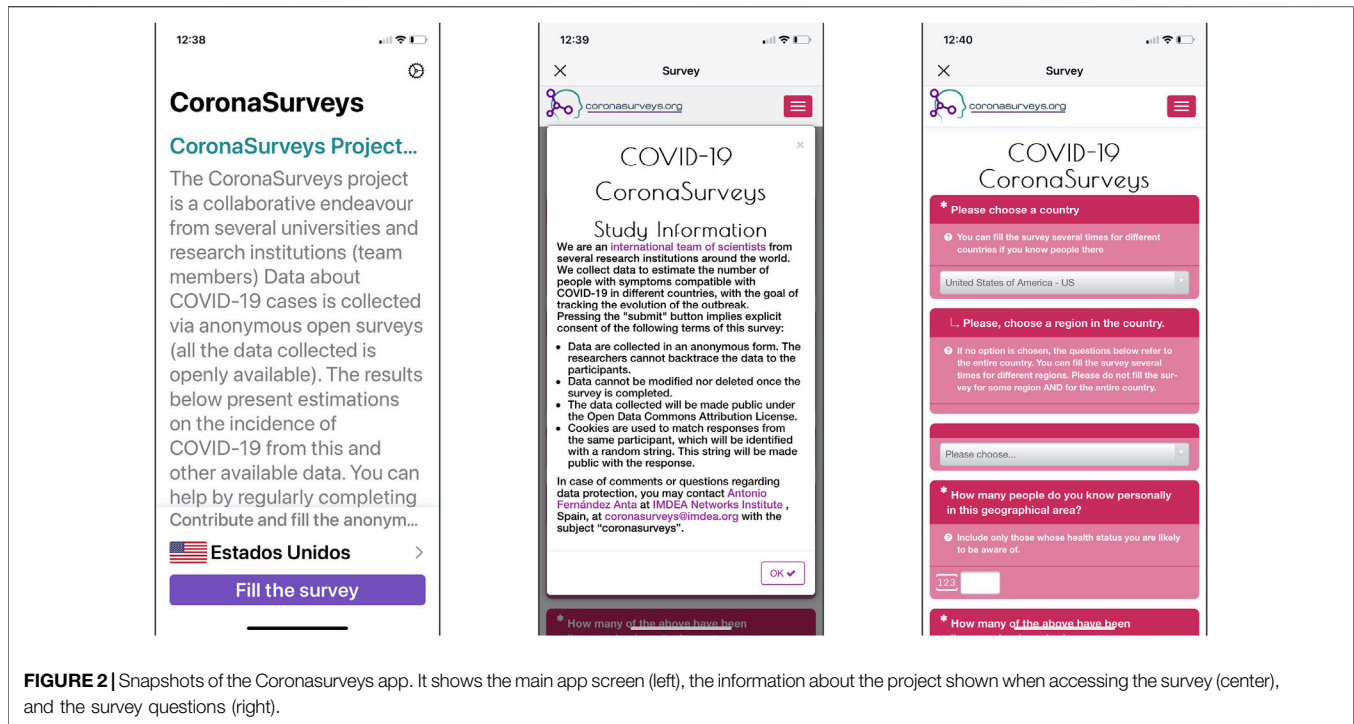 12:38
CoronaSurveys
CoronaSurveys Project...
The CoronaSurveys project
is a collaborative endeavour
from several universities and
research institutions (team
members) Data about
COVID-19 cases is collected
via anonymous open surveys
(all the data collected is
openly available). The results
below present estimations
on the incidence of
COVID-19 from this and
other available data. You can
help by regularly completing
Contribute and fill the anonym...
Estados Unidos
Fill the survey
12:39
Survey
coronasurveys.org
COVID-19
CoronaSurveys
Study Information
We are an international team of scientists from
several research institutions around the world.
We collect data to estimate the number of
people with symptoms compatible with
COVID-19 in different countries, with the goal of
tracking the evolution of the outbreak.
Pressing the "submit" button implies explicit
consent of the following terms of this survey:
• Data are collected in an anonymous form. The
researchers cannot backtrace the data to the
participants.
• Data cannot be modified nor deleted once the
survey is completed.
• The data collected will be made public under
the Open Data Commons Attribution License.
• Cookies are used to match responses from
the same participant, which will be identified
with a random string. This string will be made
public with the response.
In case of comments or questions regarding
data protection, you may contact Antonio
Fernández Anta at IMDEA Networks Institute ,
Spain, at coronasurveys@imdea.org with the
subject “coronasurveys”.
OK ✔
* How many of the above have been
12:40
Survey
coronasurveys.org
COVID-19
CoronaSurveys
* Please choose a country
You can fill the survey several times for different
countries if you know people there
United States of America - US
Please, choose a region in the country.
If no option is chosen, the questions below refer to
the entire country. You can fill the survey several
times for different regions. Please do not fill the sur-
vey for some region AND for the entire country.
Please choose...
* How many people do you know personally
in this geographical area?
Include only those whose health status you are likely
to be aware of.
123
* How many of the above have been
FIGURE 2 | Snapshots of the Coronasurveys app. It shows the main app screen (left), the information about the project shown when accessing the survey (center),
and the survey questions (right).